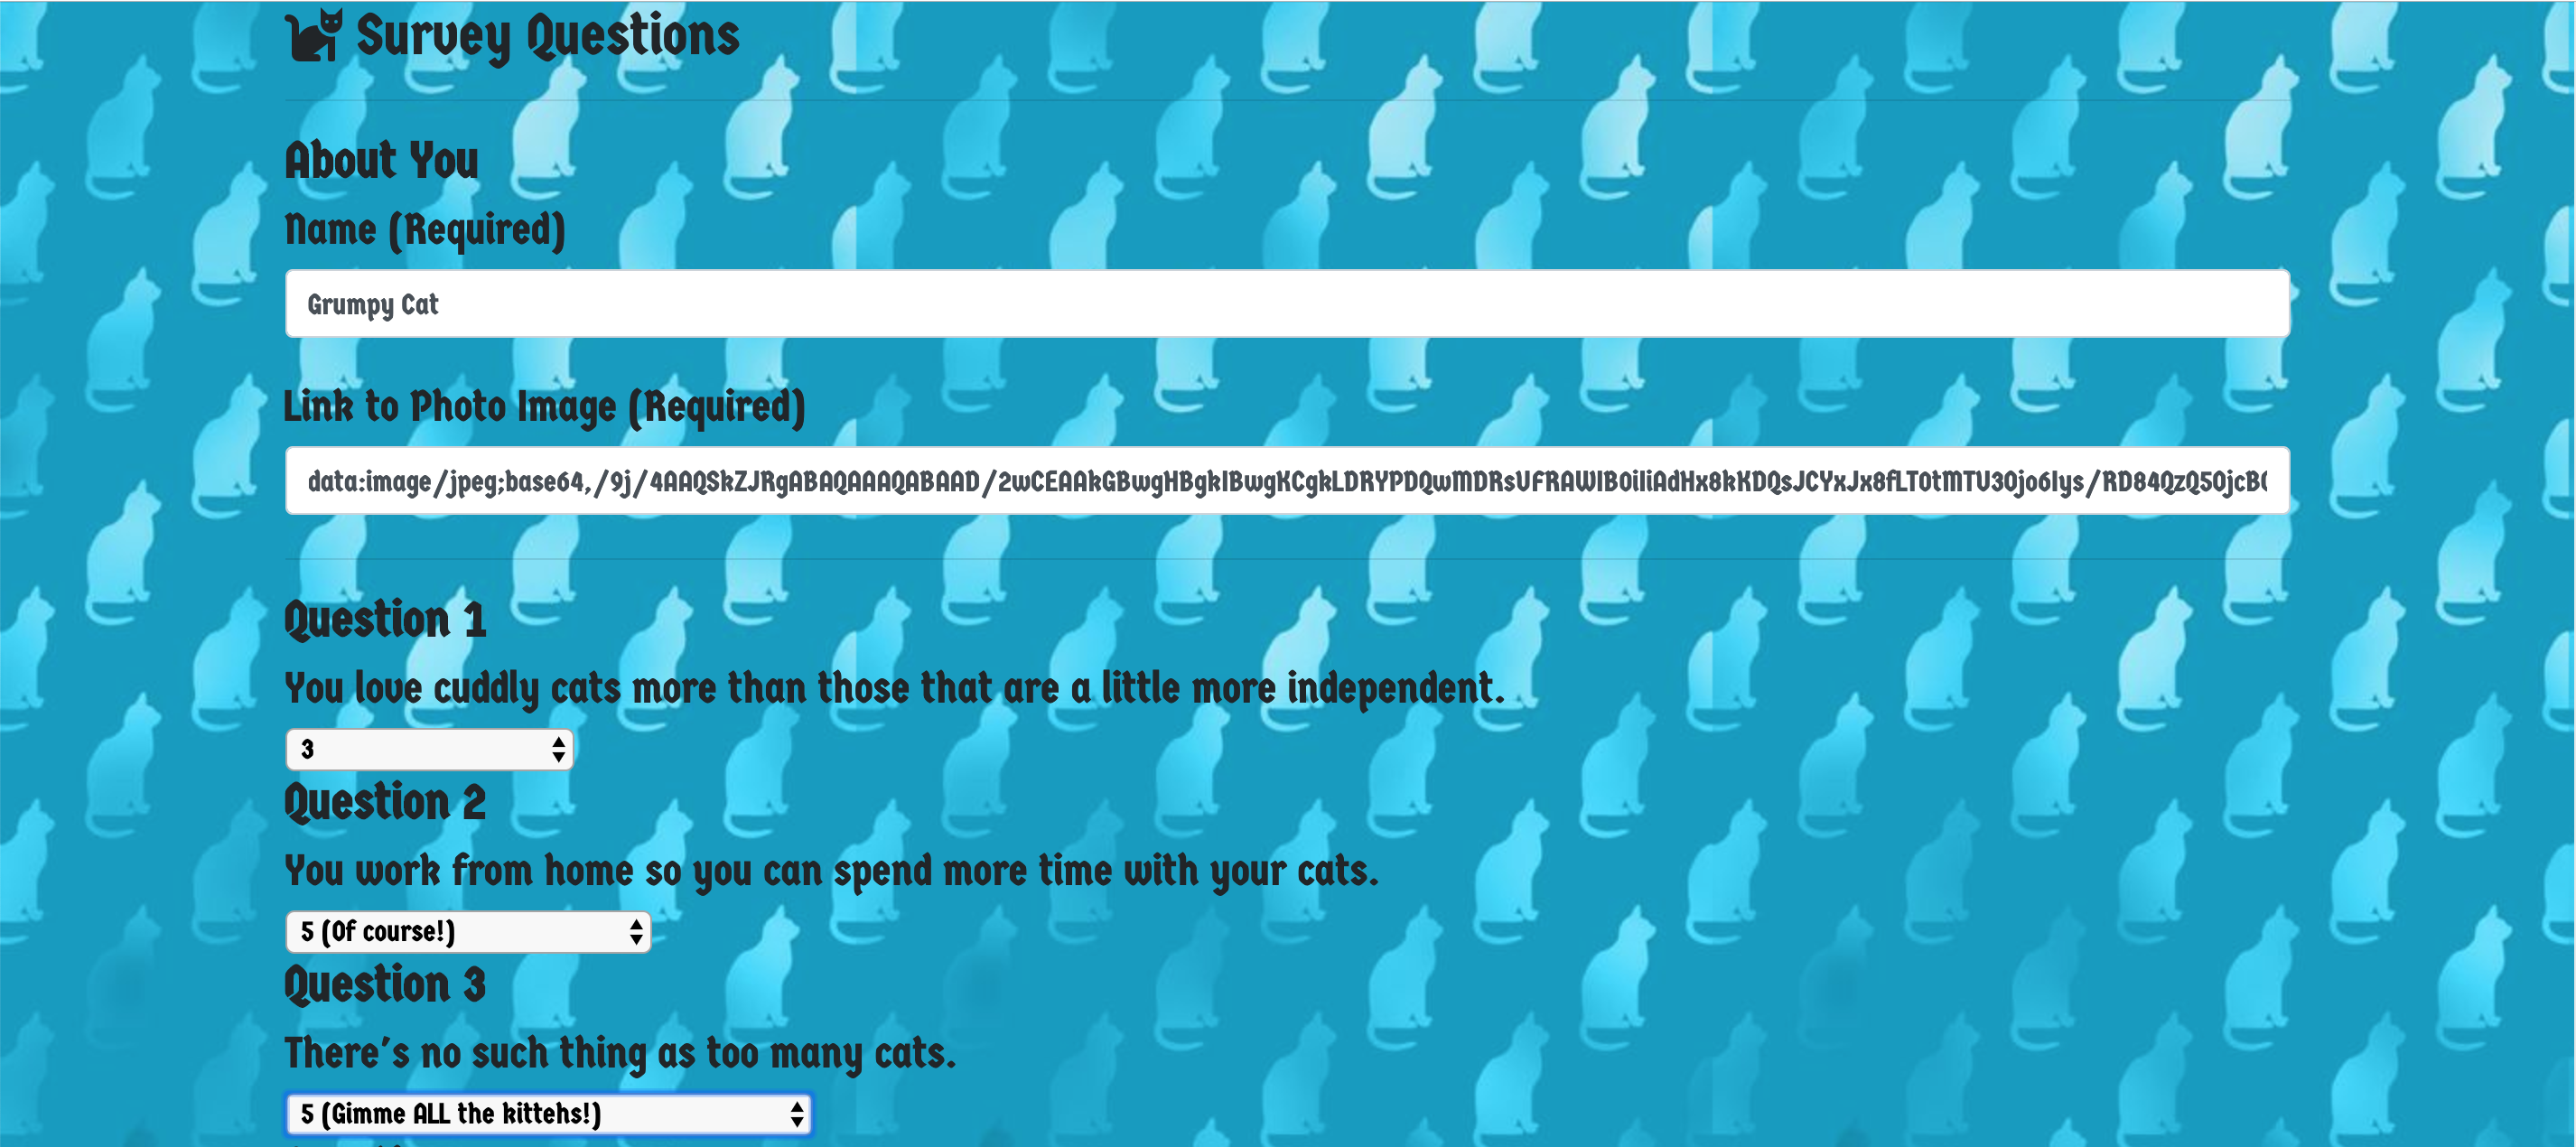 Survey Questions
About You
Name (Required)
Grumpy Cat
Link to Photo Image (Required)
data:image/jpeg;base64,/9j/4AAQSkZJRgABAQAAAQABAAD/2wCEAAkGBwgHBgkIBwgKCgkLDRYPDQwMDRsUFRAWIB0iIiAdHx8kKDQsJCYxJx8fLT0tMTU3Ojo6Iys/RD84QzQ5OjcBC
Question 1
You love cuddly cats more than those that are a little more independent.
3
Question 2
You work from home so you can spend more time with your cats.
5 (Of course!)
Question 3
There's no such thing as too many cats.
5 (Gimme ALL the kittehs!)